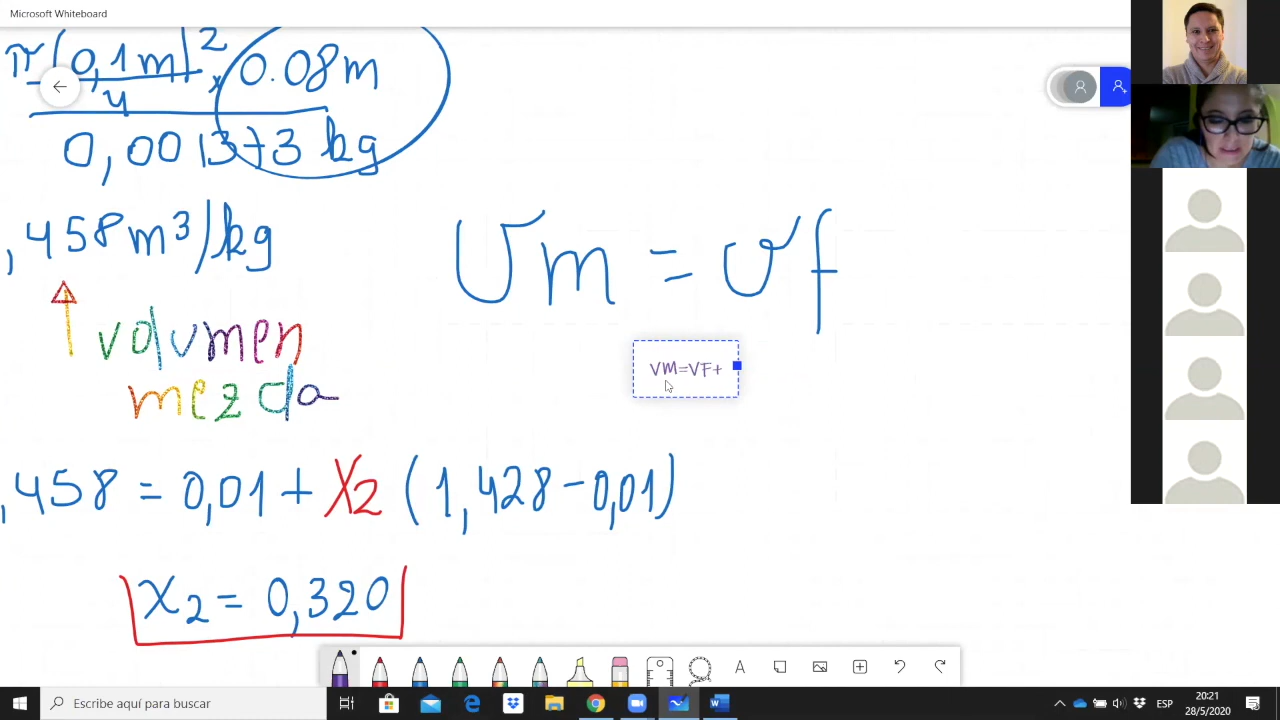 Microsoft Whiteboard
π(0,1m)² × 0.08m
4
0,001373 kg
,458 m³/kg
volumen
mezcla
vm = vf
VM=VF+
,458 = 0,01 + X2 (1,428-0,01)
X2 = 0,320
A
Escribe aquí para buscar
ESP
20:21
28/5/2020